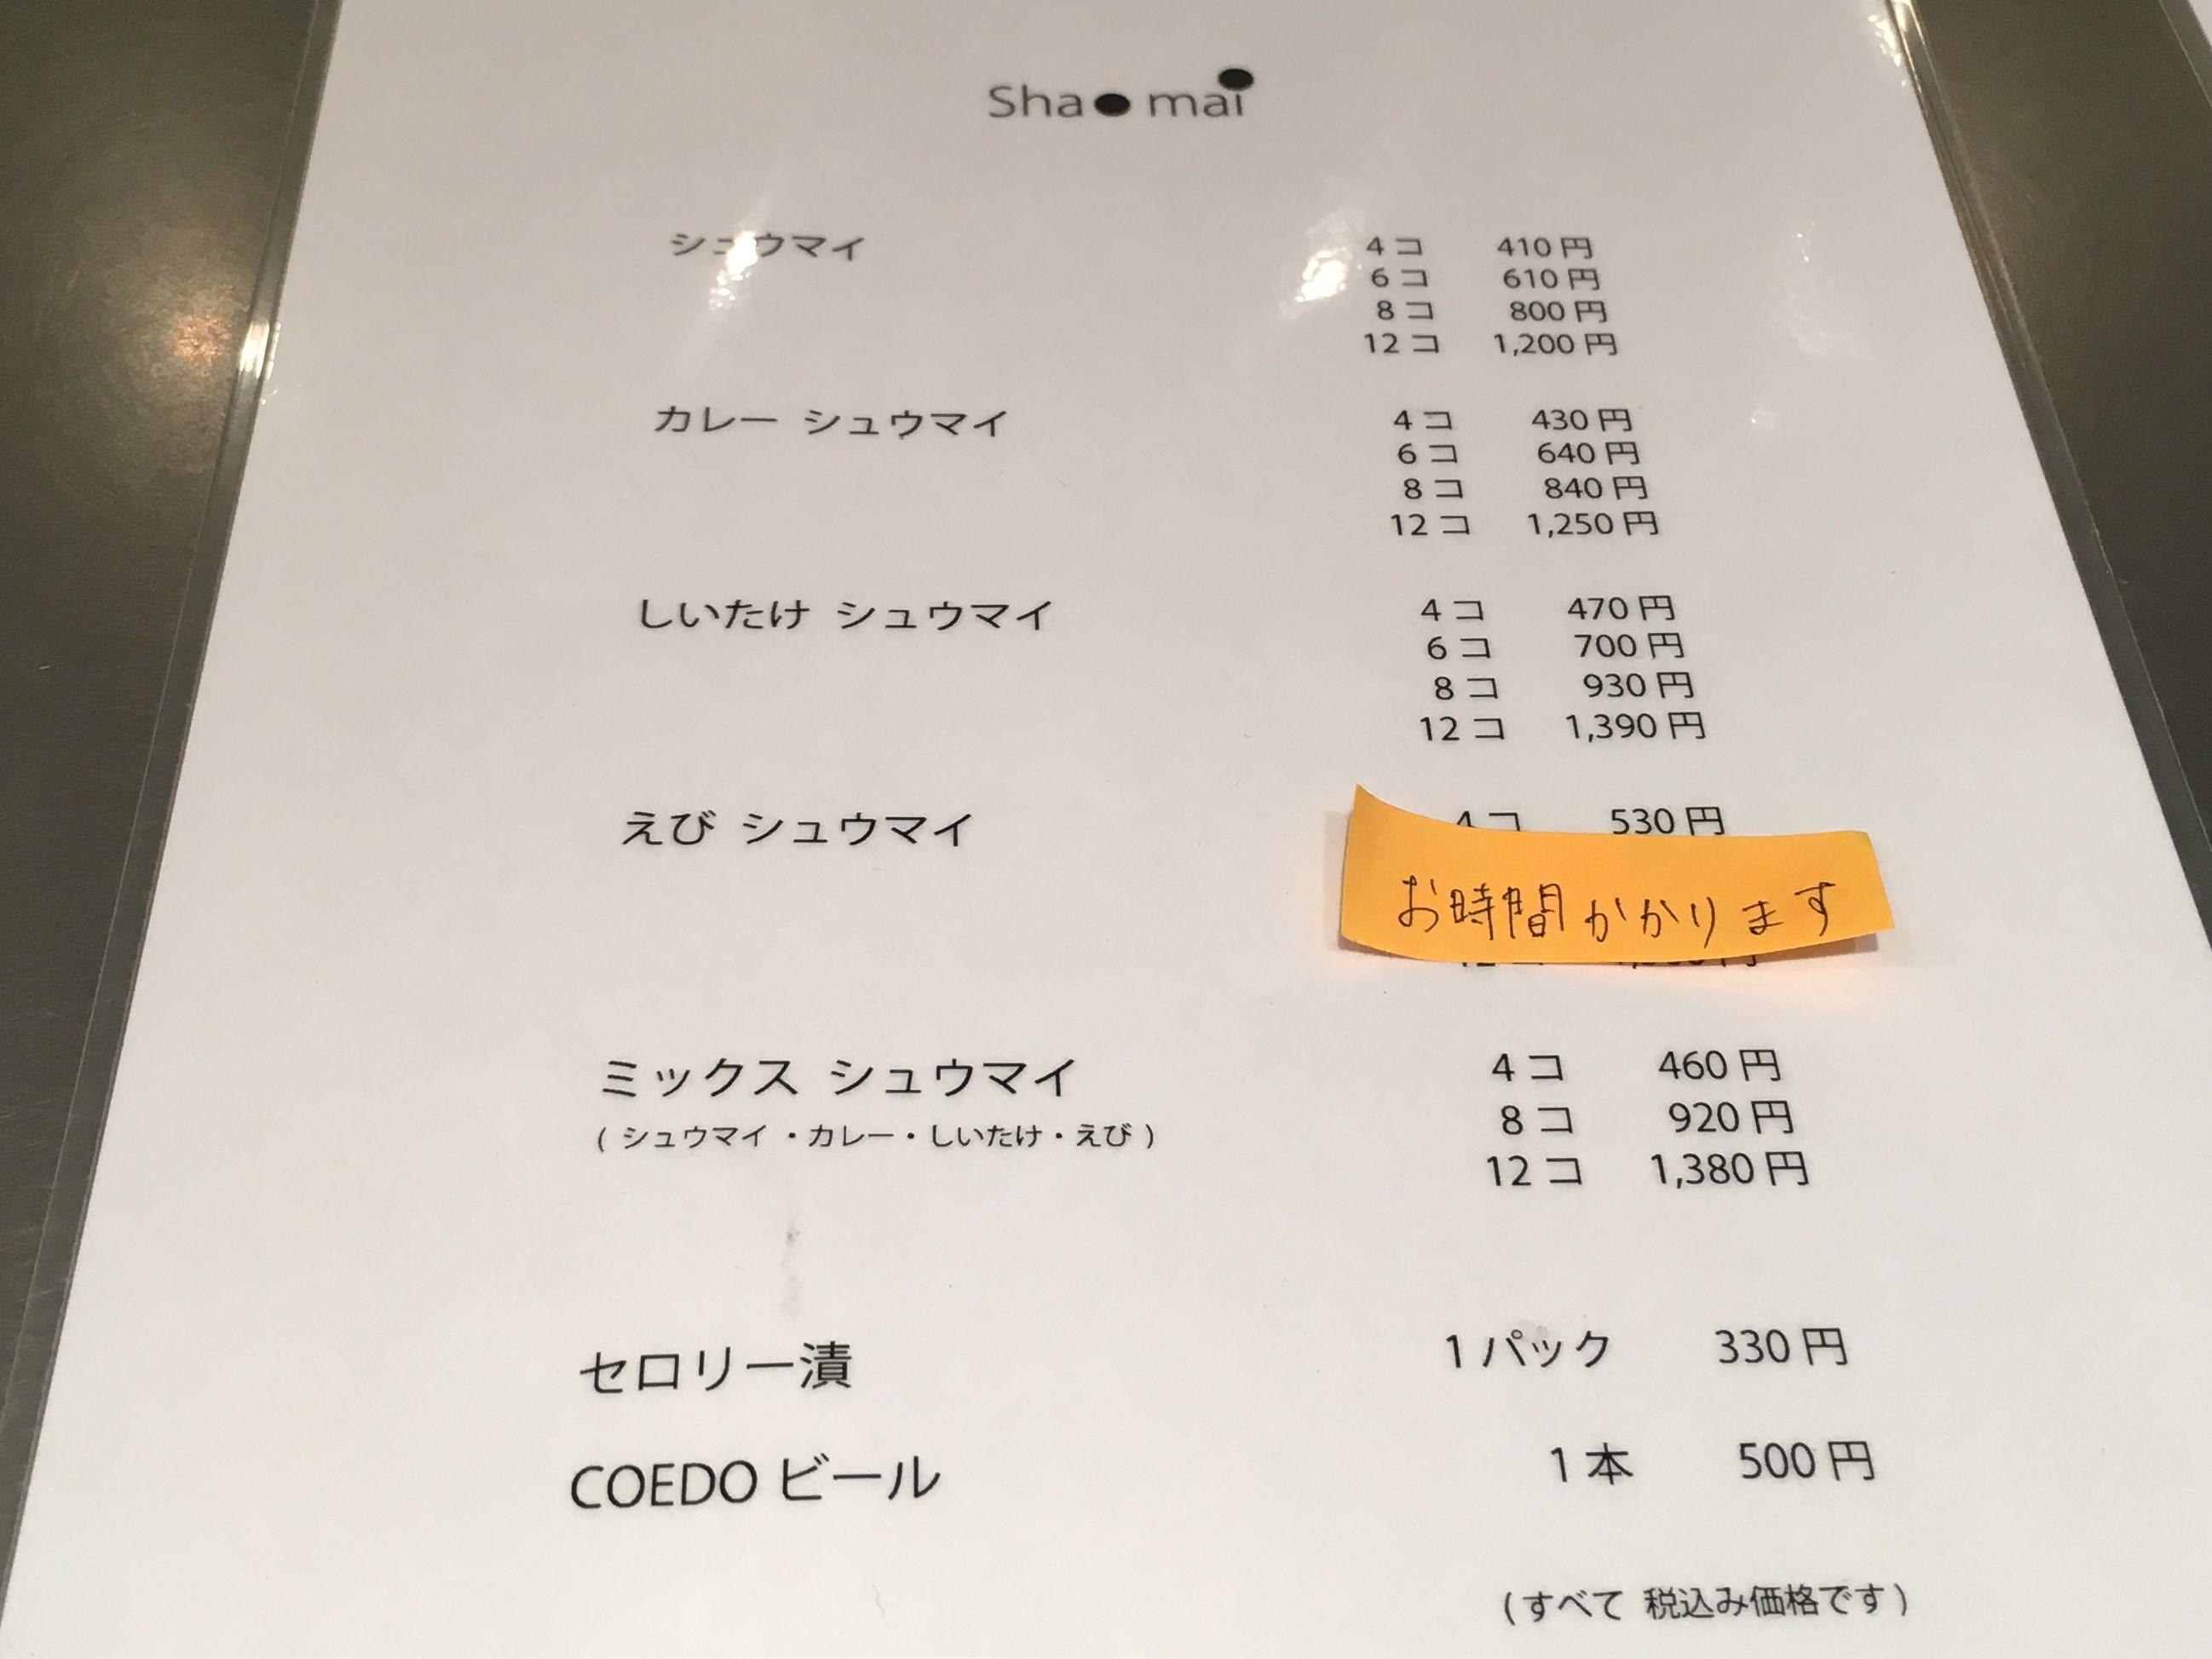 Shao mai
シュウマイ 4コ 410円
6コ 610円
8コ 800円
12コ 1,200円
カレー シュウマイ 4コ 430円
6コ 640円
8コ 840円
12コ 1,250円
しいたけ シュウマイ 4コ 470円
6コ 700円
8コ 930円
12コ 1,390円
えび シュウマイ 4コ 530円
お時間かかります
ミックス シュウマイ 4コ 460円
(シュウマイ・カレー・しいたけ・えび) 8コ 920円
12コ 1,380円
セロリー漬 1パック 330円
COEDO ビール 1本 500円
(すべて 税込み価格です)